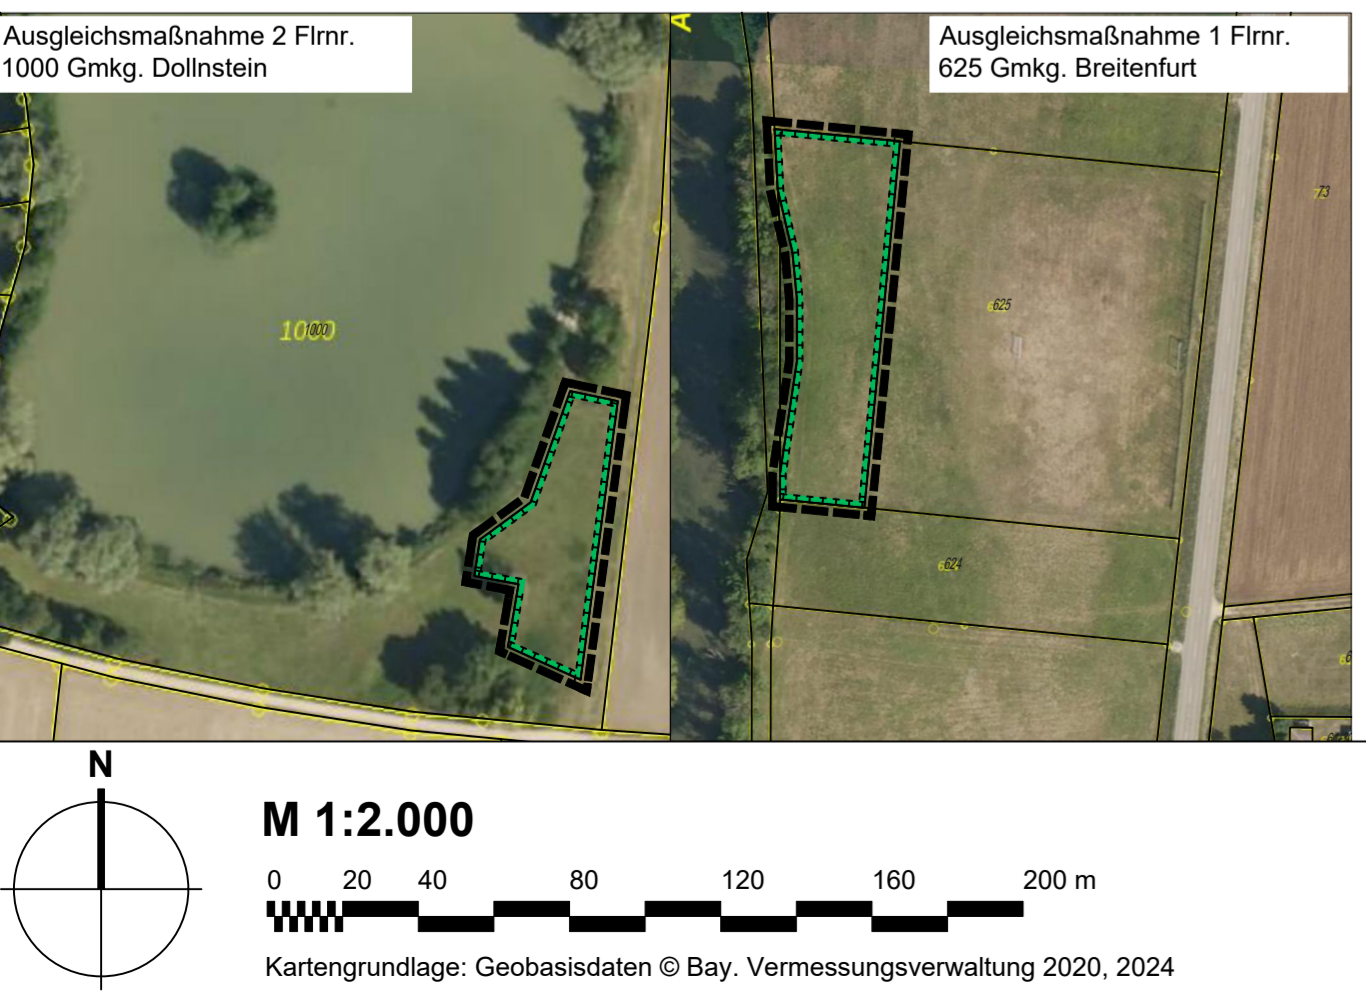 Ausgleichsmaßnahme 2 Flrnr.
1000 Gmkg. Dollnstein
Ausgleichsmaßnahme 1 Flrnr.
625 Gmkg. Breitenfurt
A
73
1000
1000
625
624
N
M 1:2.000
0 20 40 80 120 160 200 m
Kartengrundlage: Geobasisdaten © Bay. Vermessungsverwaltung 2020, 2024